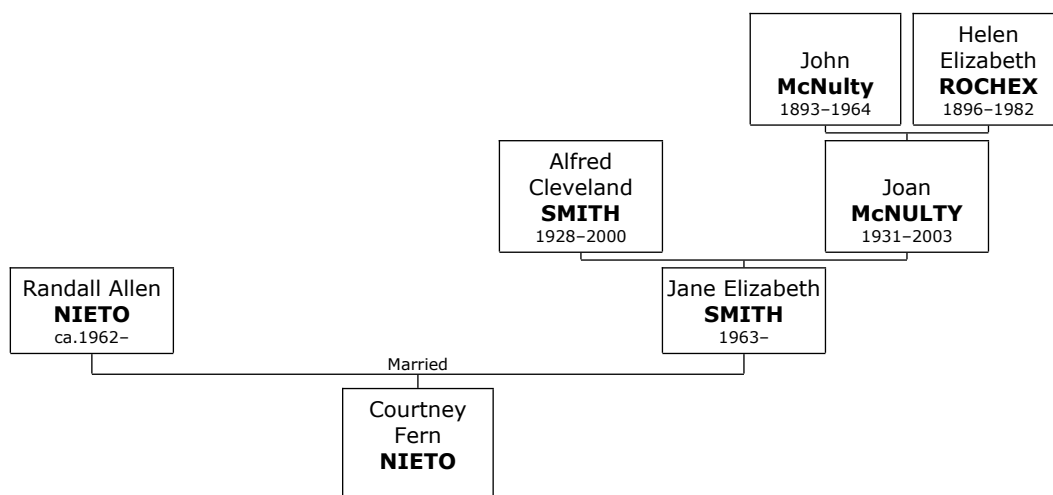 John
McNulty
1893–1964
Helen
Elizabeth
ROCHEX
1896–1982
Alfred
Cleveland
SMITH
1928–2000
Joan
McNULTY
1931–2003
Randall Allen
NIETO
ca.1962–
Jane Elizabeth
SMITH
1963–
Married
Courtney
Fern
NIETO